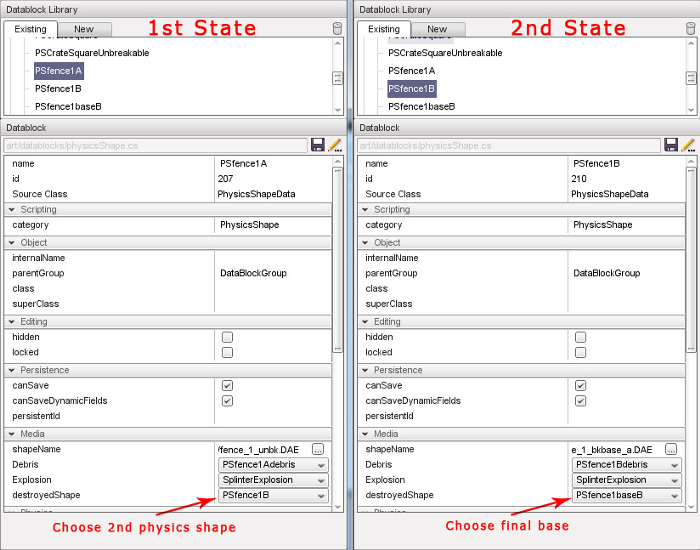 Datablock Library
Existing New
1st State
PSCrateSquareUnbreakable
PSfence1A
PSfence1B
PSfence1baseB
Datablock
art/datablocks/physicsShape.cs
name PSfence1A
id 207
Source Class PhysicsShapeData
Scripting
category PhysicsShape
Object
internalName
parentGroup DataBlockGroup
class
superClass
Editing
hidden
locked
Persistence
canSave
canSaveDynamicFields
persistentId
Media
shapeName /fence_1_unbk.DAE ...
Debris PSfence1Adebris
Explosion SplinterExplosion
destroyedShape PSfence1B
Physics
Choose 2nd physics shape
Datablock Library
Existing New
2nd State
PSCrateSquare
PSCrateSquareUnbreakable
PSfence1A
PSfence1B
PSfence1baseB
Datablock
art/datablocks/physicsShape.cs
name PSfence1B
id 210
Source Class PhysicsShapeData
Scripting
category PhysicsShape
Object
internalName
parentGroup DataBlockGroup
class
superClass
Editing
hidden
locked
Persistence
canSave
canSaveDynamicFields
persistentId
Media
shapeName e_1_bkbase_a.DAE ...
Debris PSfence1Bdebris
Explosion SplinterExplosion
destroyedShape PSfence1baseB
Physics
Choose final base